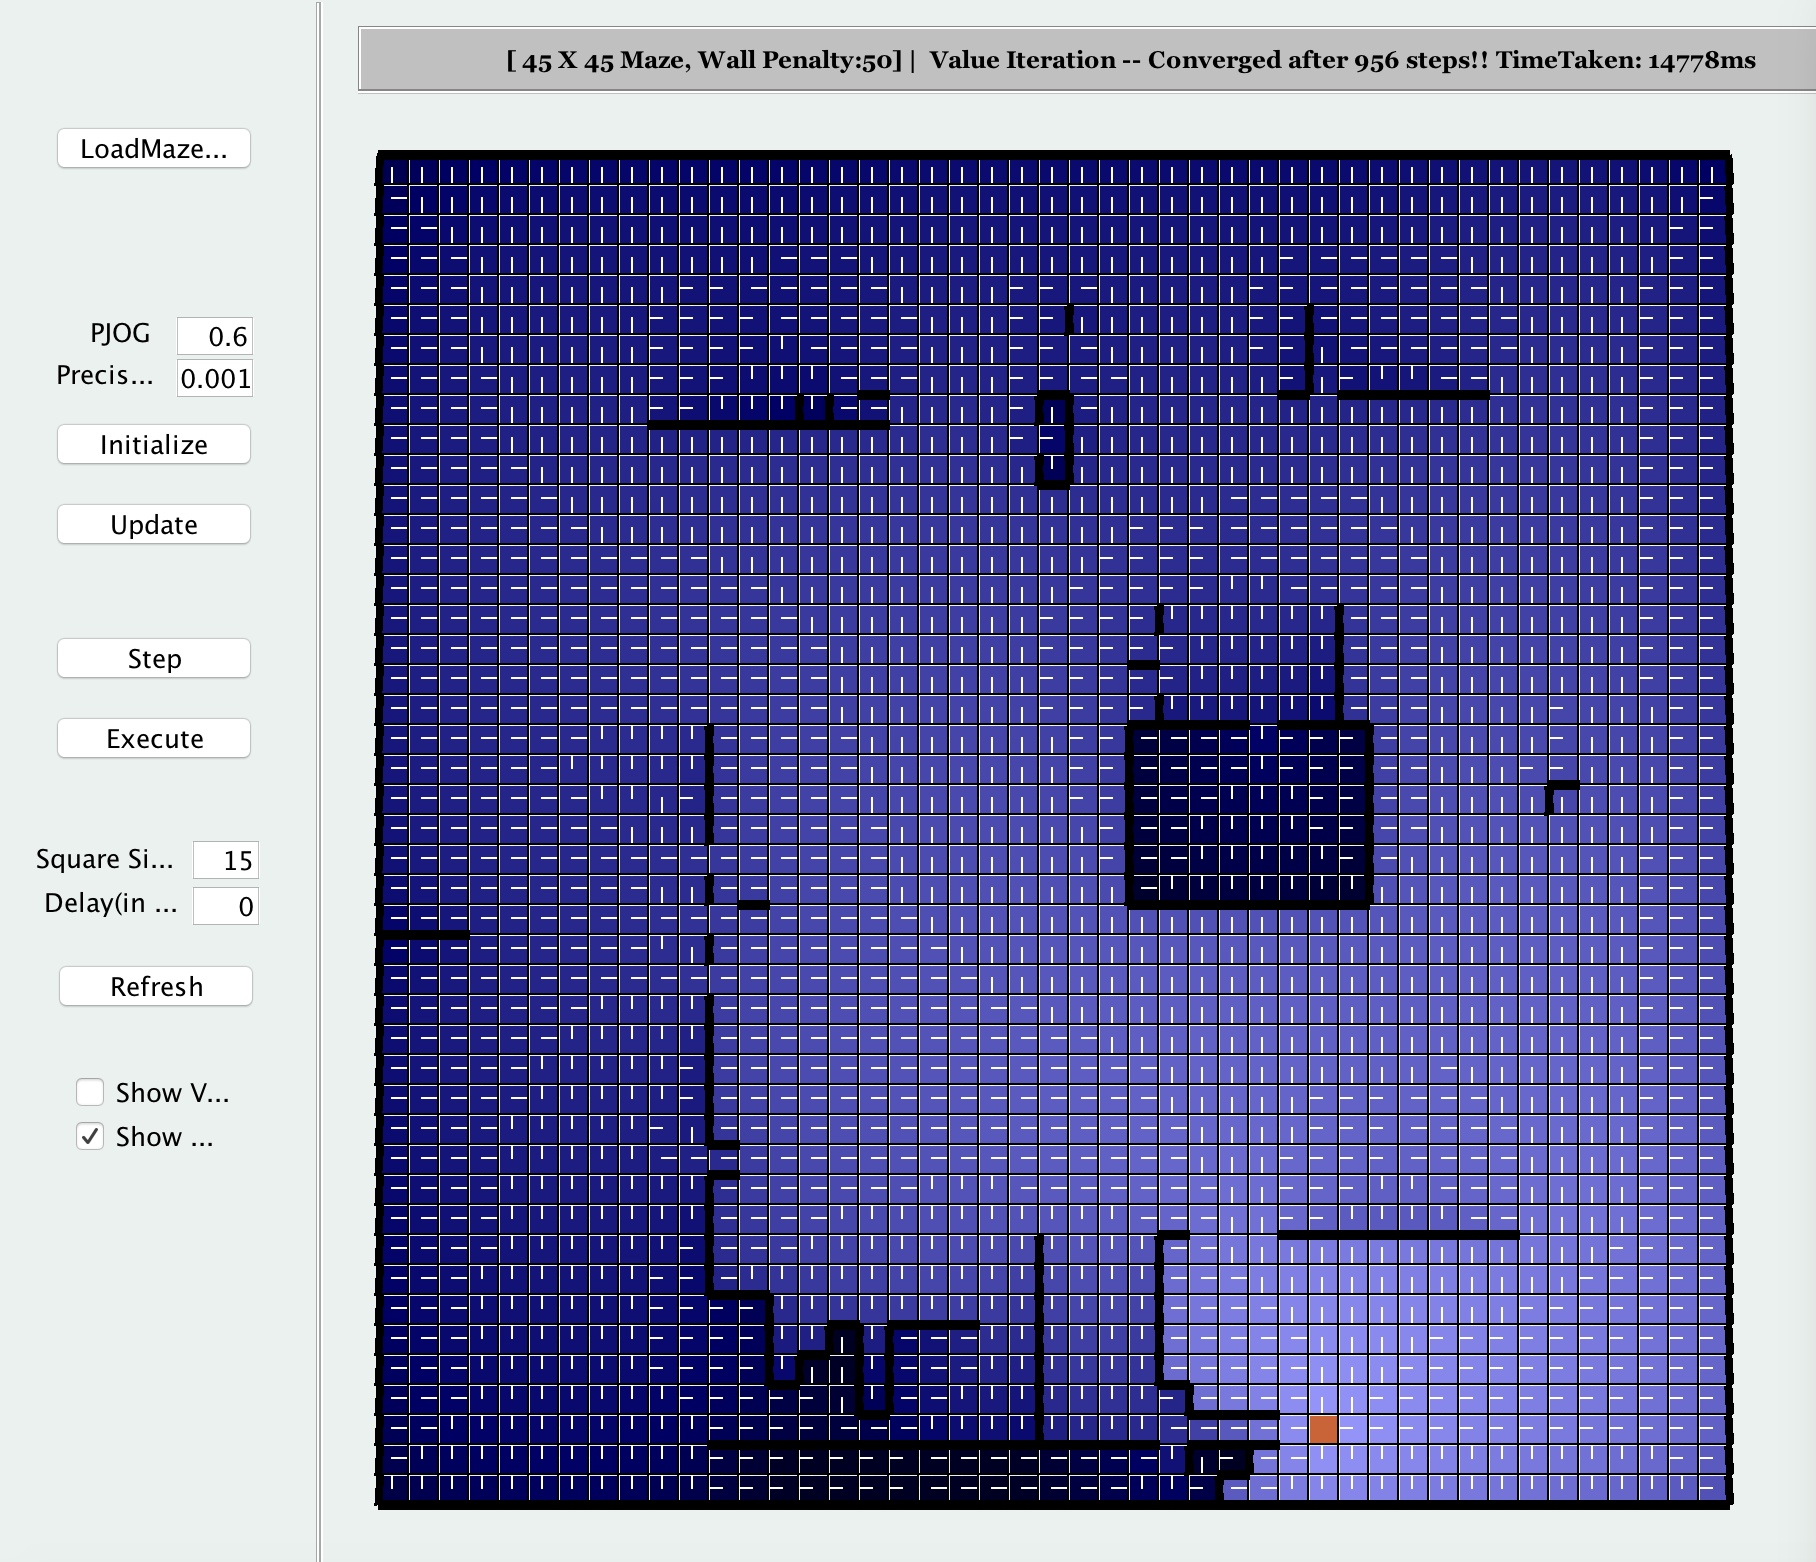 [ 45 X 45 Maze, Wall Penalty:50] | Value Iteration -- Converged after 956 steps!! TimeTaken: 14778ms
LoadMaze...
PJOG 0.6
Precis... 0.001
Initialize
Update
Step
Execute
Square Si... 15
Delay(in ... 0
Refresh
Show V...
Show ...